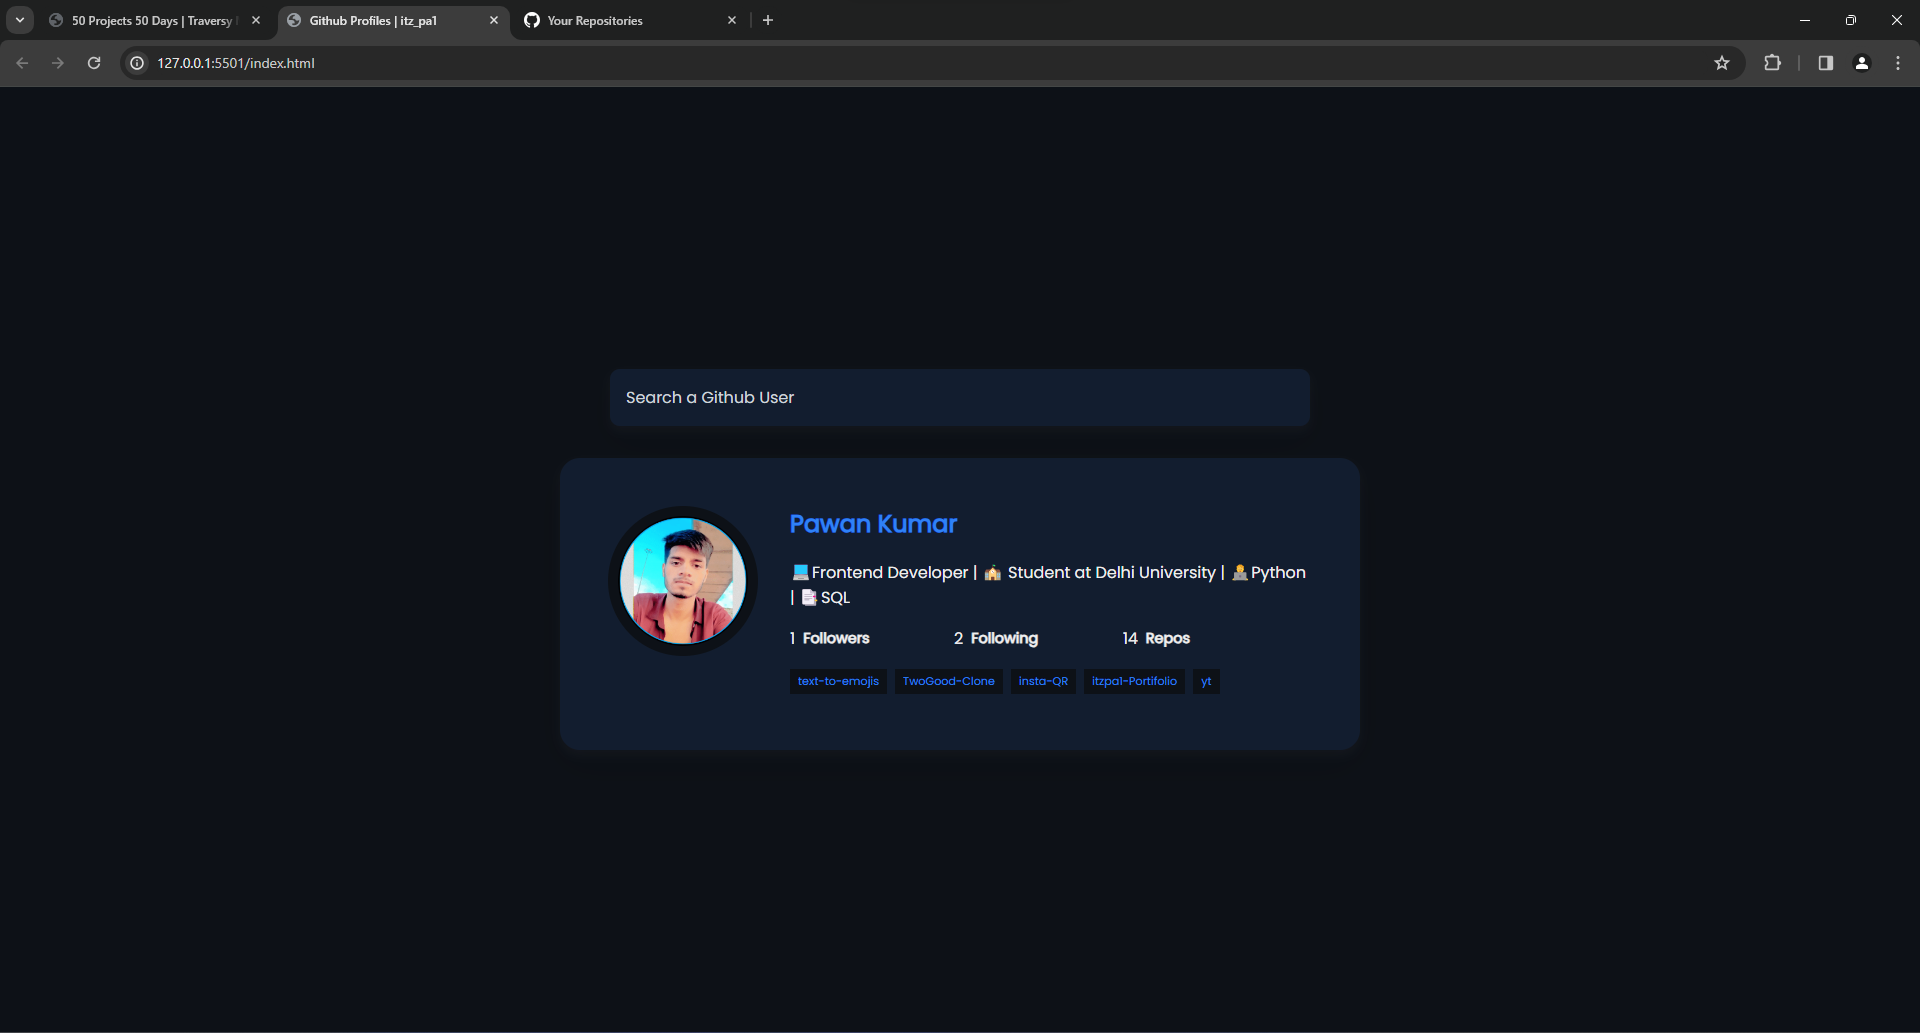 50 Projects 50 Days | Traversy
Github Profiles | itz_pa1
Your Repositories
127.0.0.1:5501/index.html
Search a Github User
Pawan Kumar
💻Frontend Developer | 🏫 Student at Delhi University | 👨‍💻Python
| 📑SQL
1 Followers 2 Following 14 Repos
text-to-emojis TwoGood-Clone insta-QR itzpa1-Portifolio yt